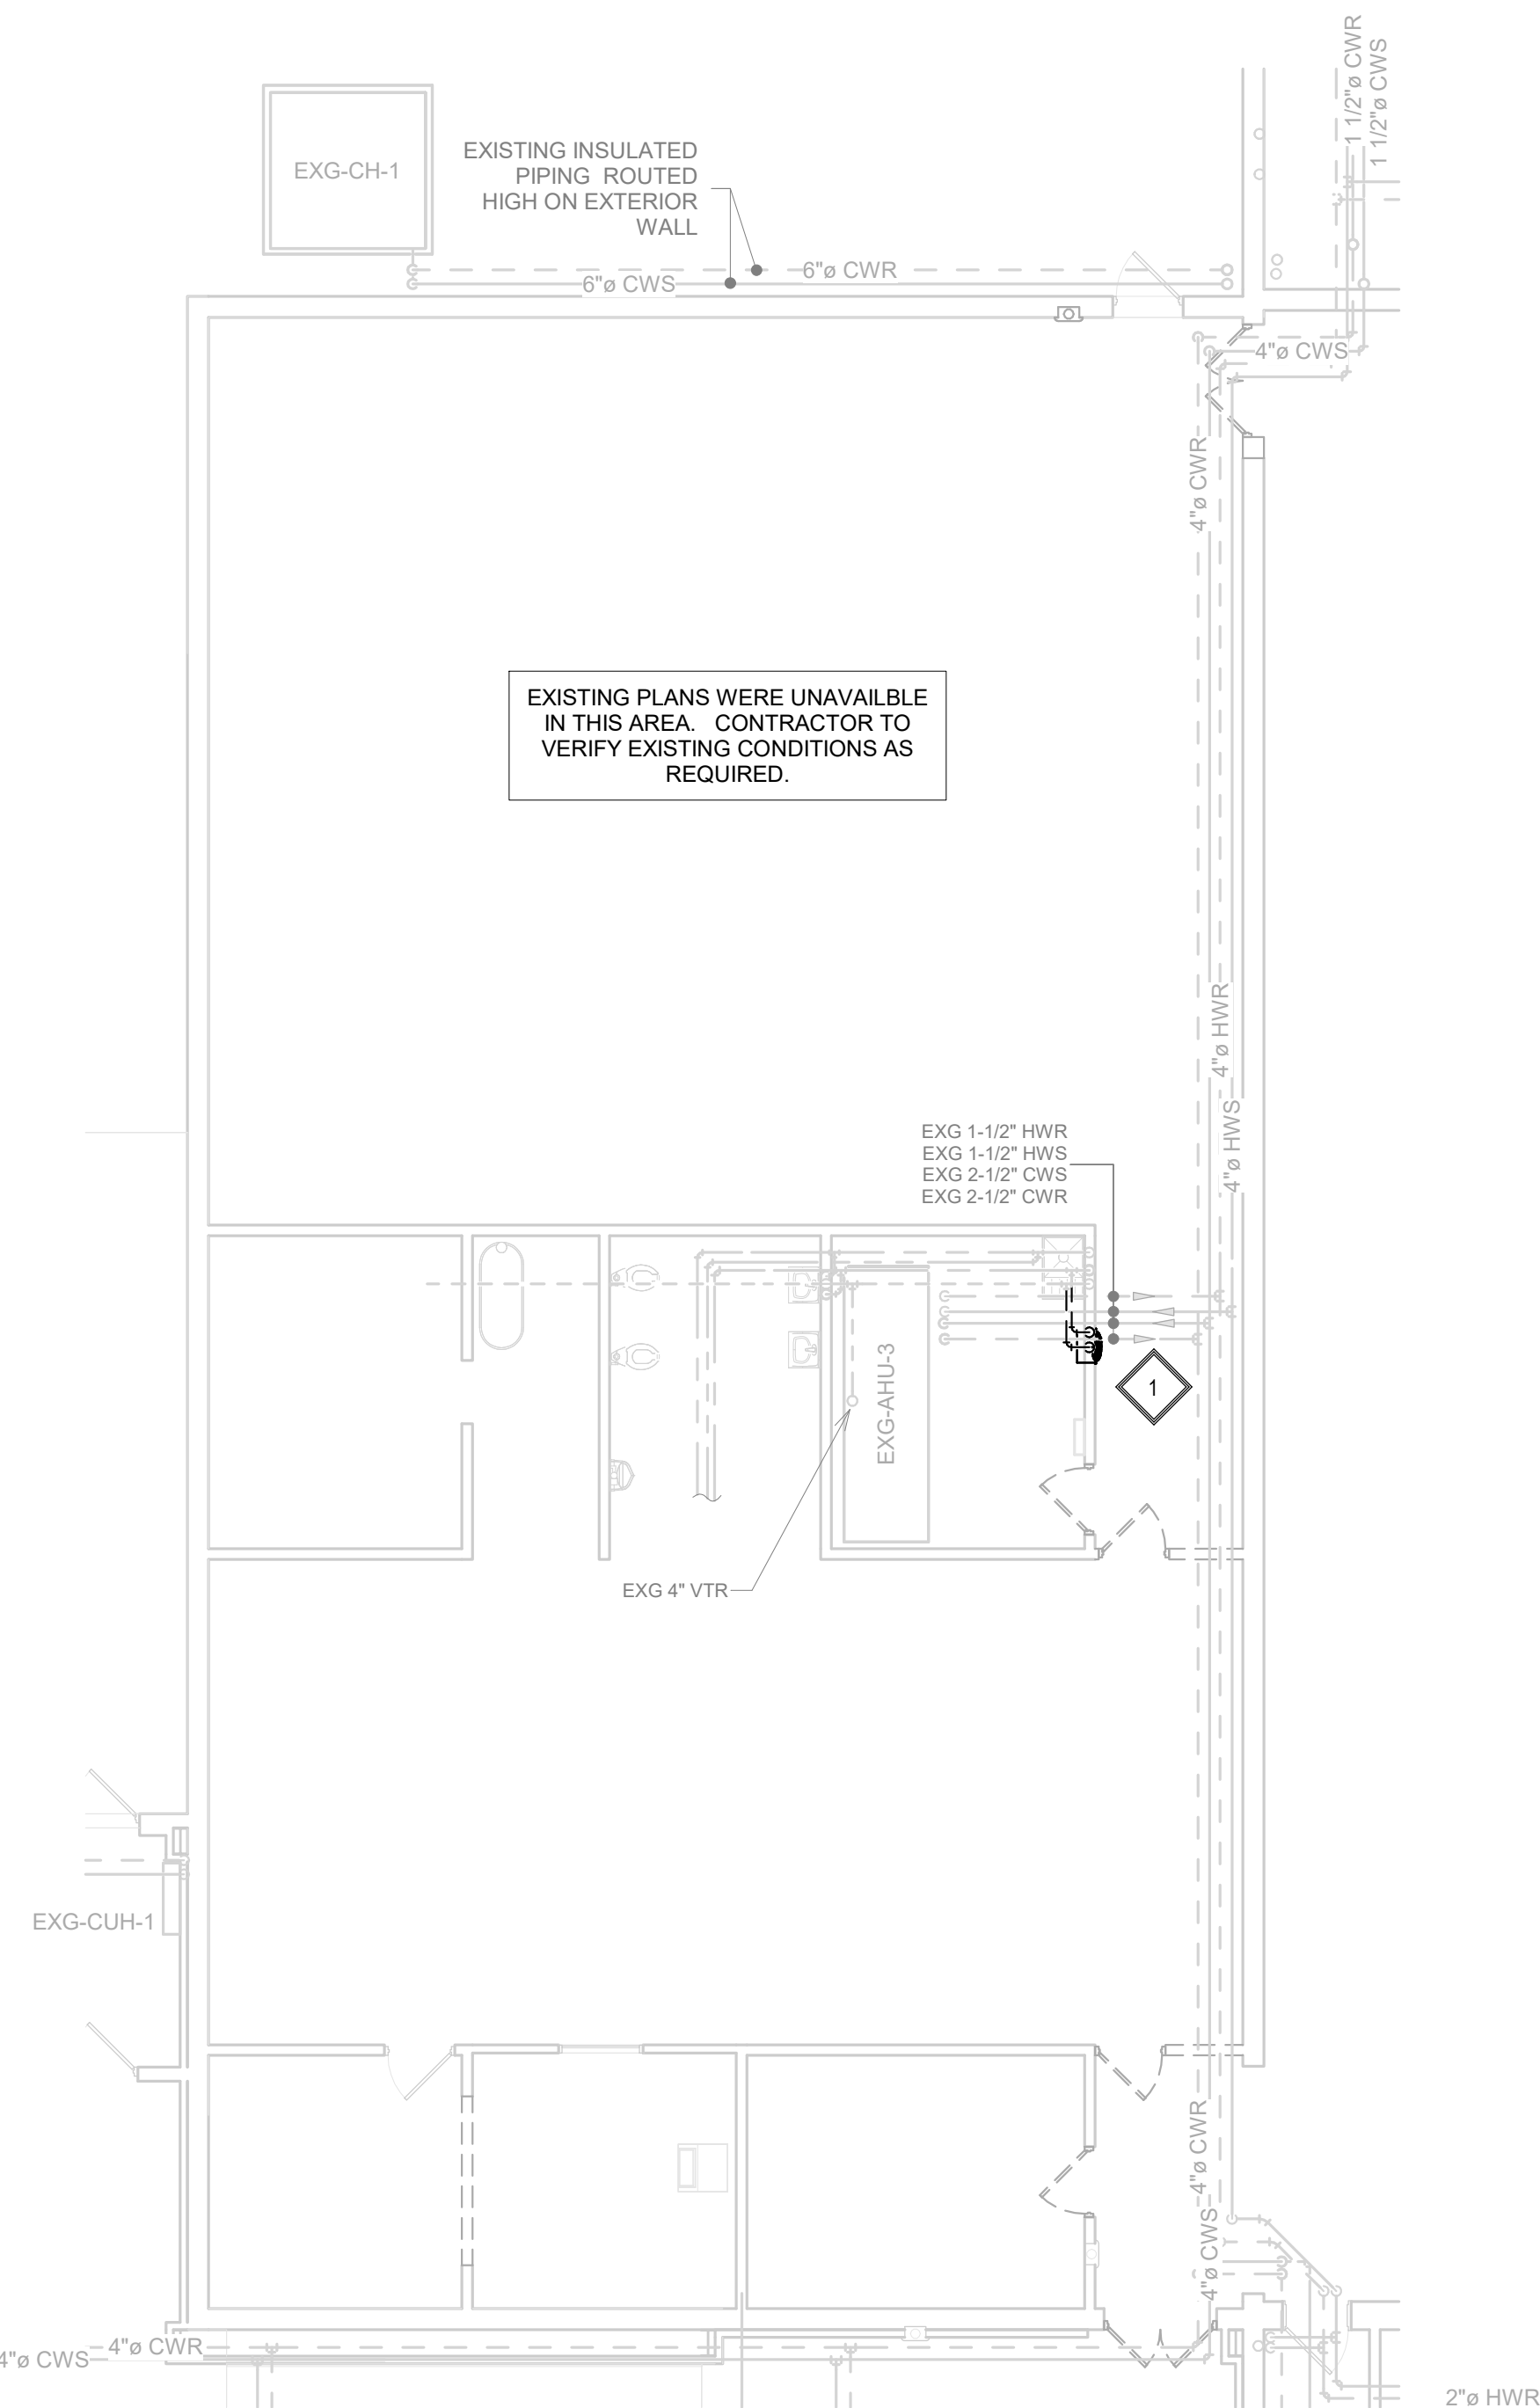 1 1/2"ø CWR
1 1/2"ø CWS
EXG-CH-1
EXISTING INSULATED
PIPING ROUTED
HIGH ON EXTERIOR
WALL
6"ø CWR
6"ø CWS
4"ø CWS
4"ø CWR
EXISTING PLANS WERE UNAVAILBLE
IN THIS AREA. CONTRACTOR TO
VERIFY EXISTING CONDITIONS AS
REQUIRED.
4"ø HWR
4"ø HWS
EXG 1-1/2" HWR
EXG 1-1/2" HWS
EXG 2-1/2" CWS
EXG 2-1/2" CWR
EXG-AHU-3
1
EXG 4" VTR
EXG-CUH-1
4"ø CWR
4"ø CWS
4"ø CWR
4"ø CWS
2"ø HWR